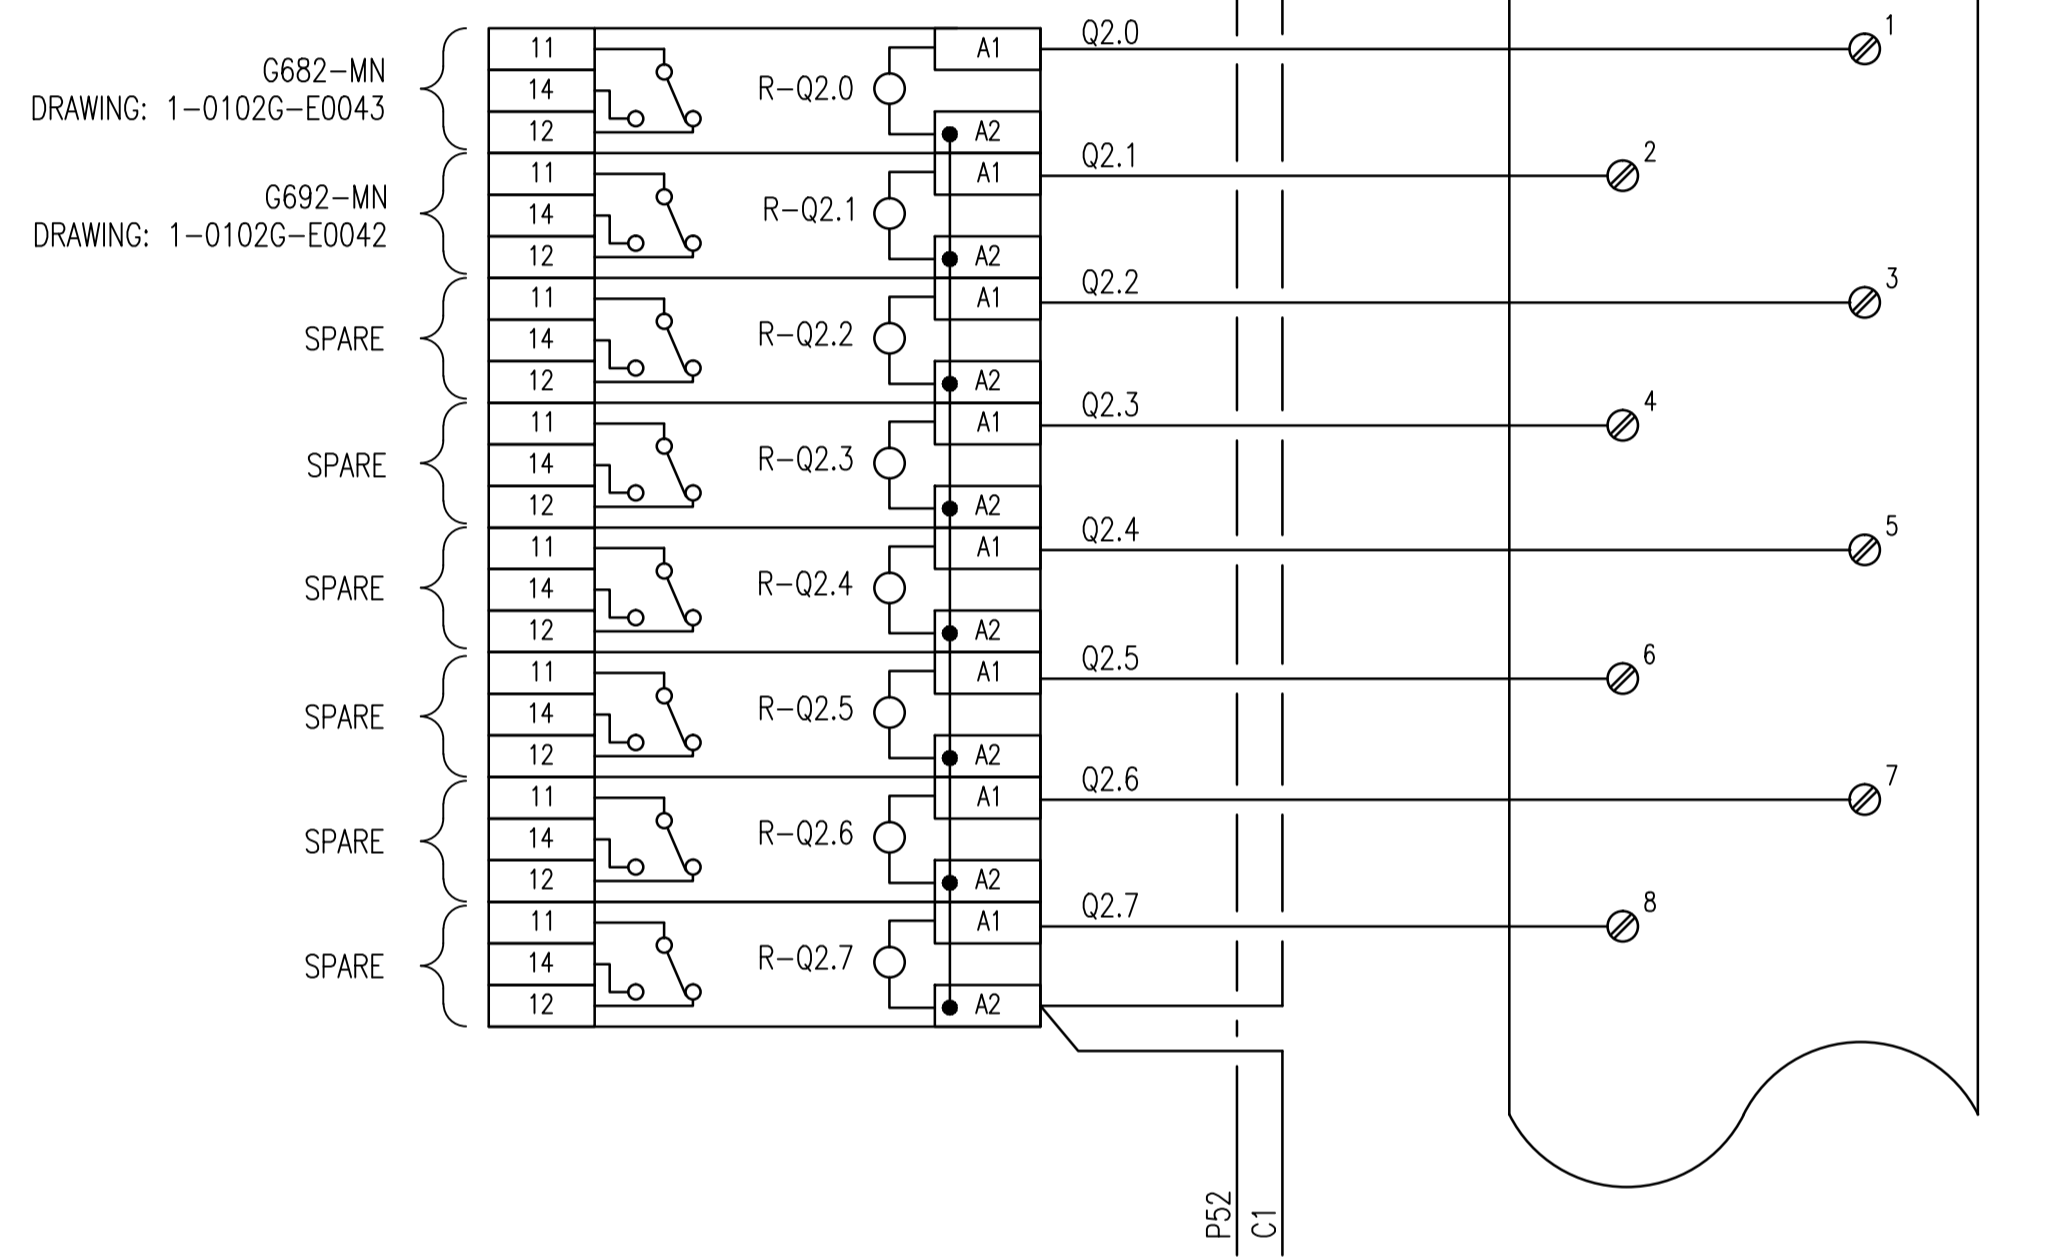 G682-MN
DRAWING: 1-0102G-E0043
11
14
12
R-Q2.0
A1
A2
Q2.0
1
G692-MN
DRAWING: 1-0102G-E0042
11
14
12
R-Q2.1
A1
A2
Q2.1
2
SPARE
11
14
12
R-Q2.2
A1
A2
Q2.2
3
SPARE
11
14
12
R-Q2.3
A1
A2
Q2.3
4
SPARE
11
14
12
R-Q2.4
A1
A2
Q2.4
5
SPARE
11
14
12
R-Q2.5
A1
A2
Q2.5
6
SPARE
11
14
12
R-Q2.6
A1
A2
Q2.6
7
SPARE
11
14
12
R-Q2.7
A1
A2
Q2.7
8
P52
C1